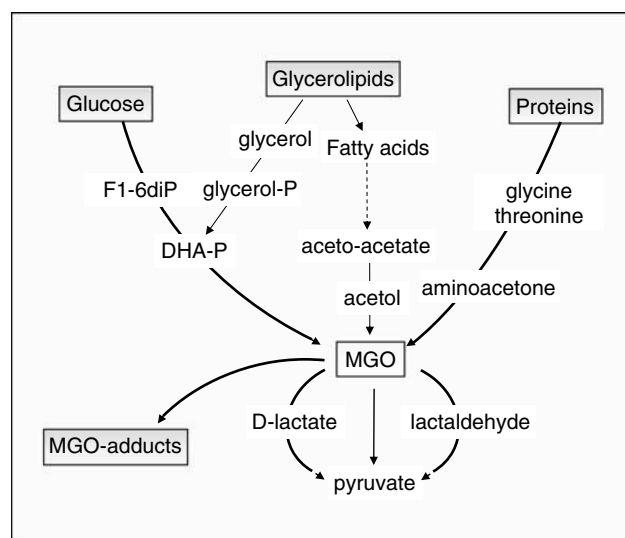 Glycerolipids
Glucose
Proteins
glycerol
Fatty acids
F1-6diP
glycerol-P
glycine
threonine
DHA-P
aceto-acetate
acetol
aminoacetone
MGO
D-lactate
lactaldehyde
MGO-adducts
pyruvate